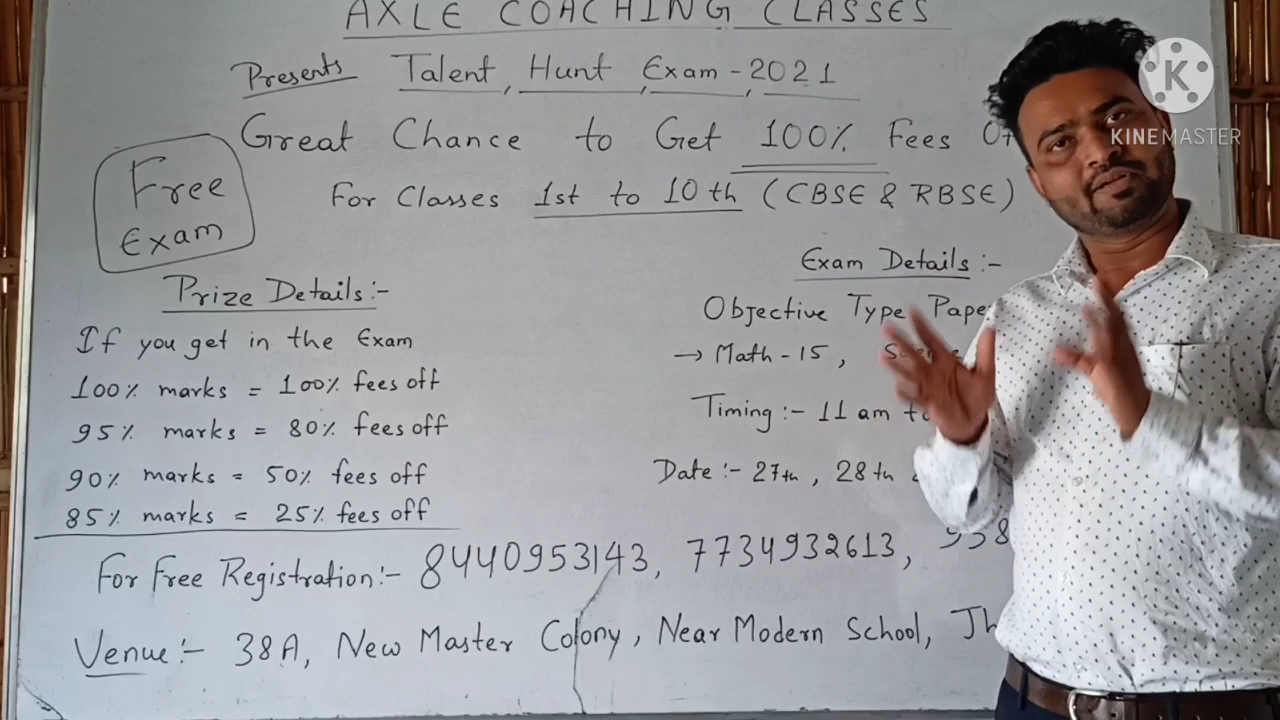 AXLE COACHING CLASSES
Presents Talent Hunt Exam - 2021
Great Chance to Get 100% Fees
For Classes 1st to 10th (CBSE & RBSE)
Free
Exam
Prize Details:-
If you get in the Exam
100% marks = 100% fees off
95% marks = 80% fees off
90% marks = 50% fees off
85% marks = 25% fees off
Exam Details:-
Objective Type
→ Math - 15,
Timing:- 11 am
Date:- 27th, 28th
For Free Registration:- 8440953143, 7734932613,
Venue:- 38A, New Master Colony, Near Modern School,
K
KINEMASTER